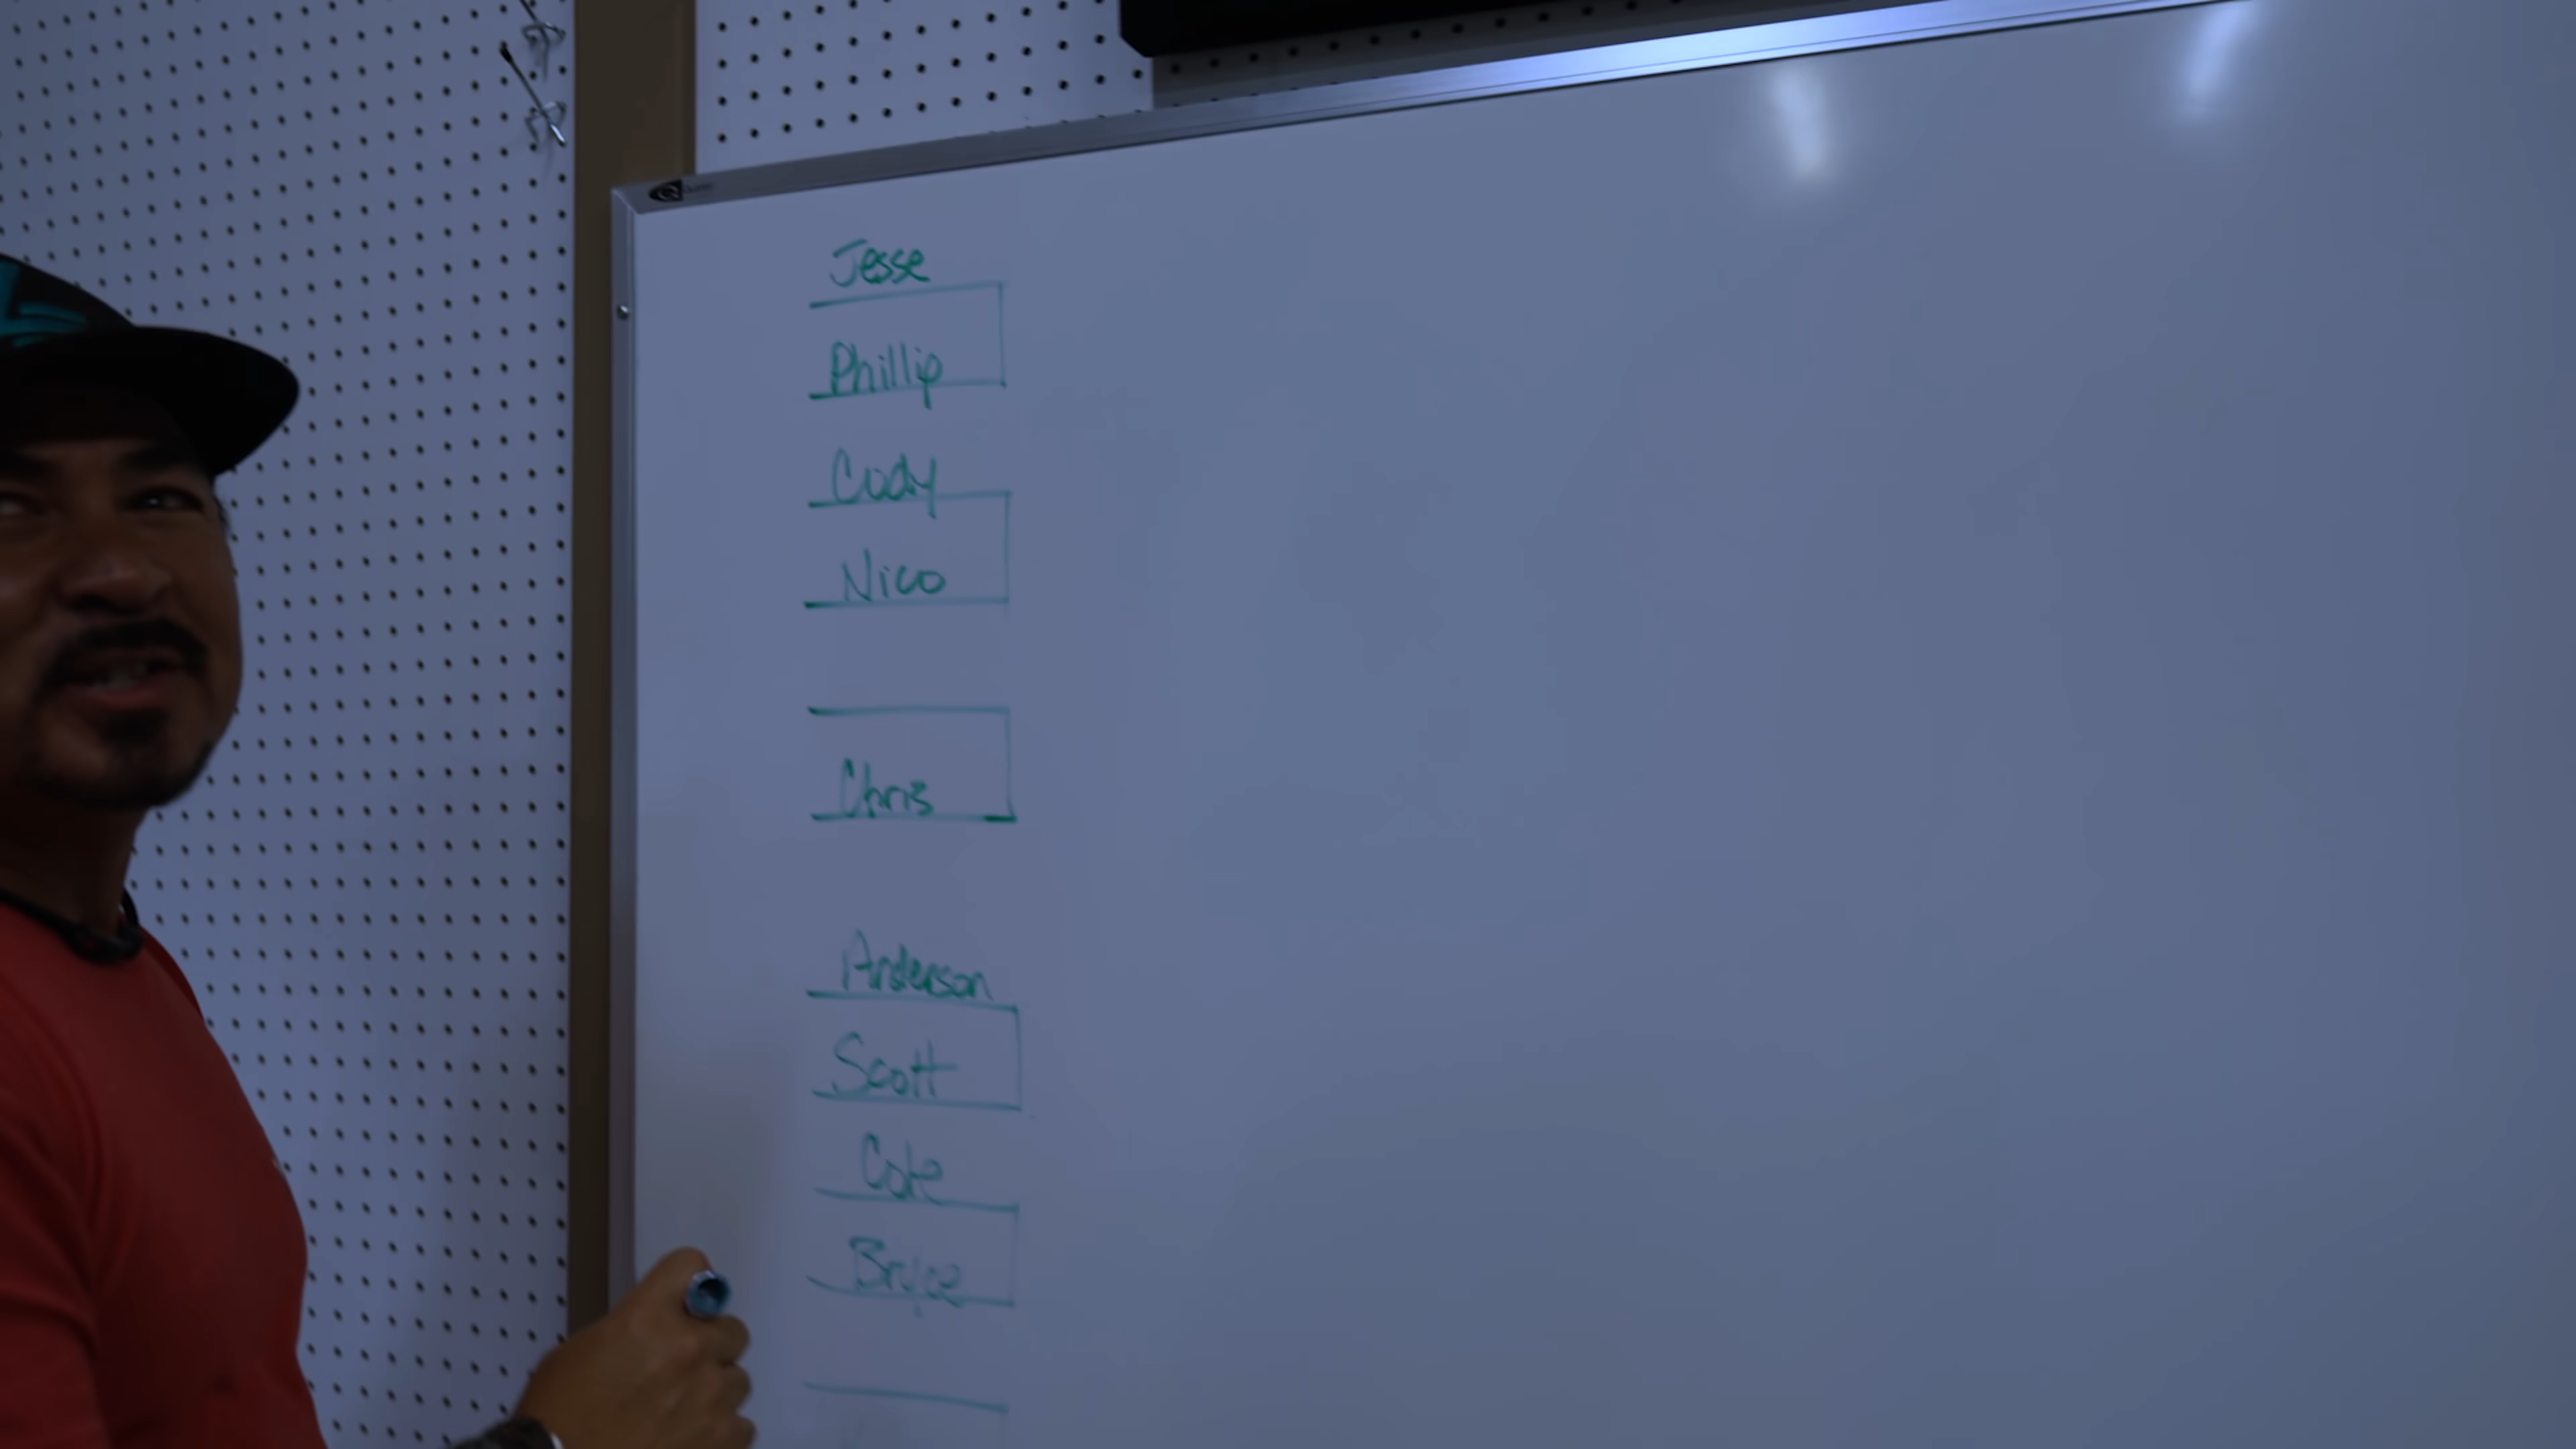 Jesse
Phillip
Cody
Nico
Chris
Anderson
Scott
Cole
Bryce